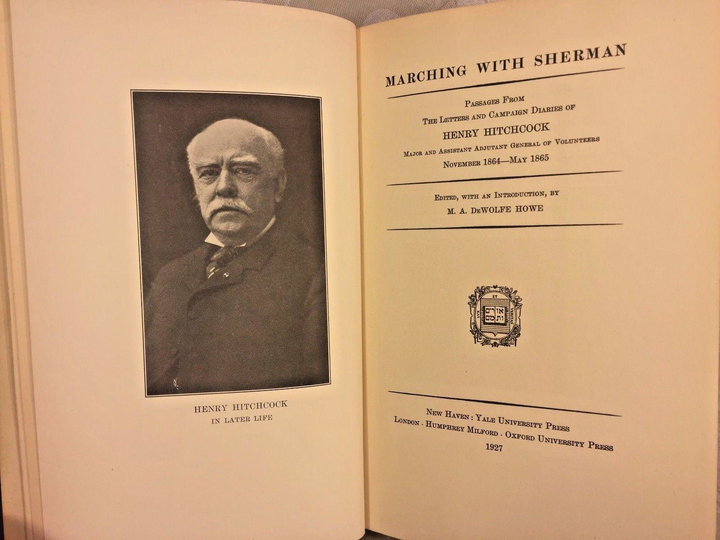 HENRY HITCHCOCK
IN LATER LIFE
MARCHING WITH SHERMAN
PASSAGES FROM
THE LETTERS AND CAMPAIGN DIARIES OF
HENRY HITCHCOCK
MAJOR AND ASSISTANT ADJUTANT GENERAL OF VOLUNTEERS
NOVEMBER 1864—MAY 1865
EDITED, WITH AN INTRODUCTION, BY
M. A. DEWOLFE HOWE
NEW HAVEN : YALE UNIVERSITY PRESS
LONDON · HUMPHREY MILFORD · OXFORD UNIVERSITY PRESS
1927